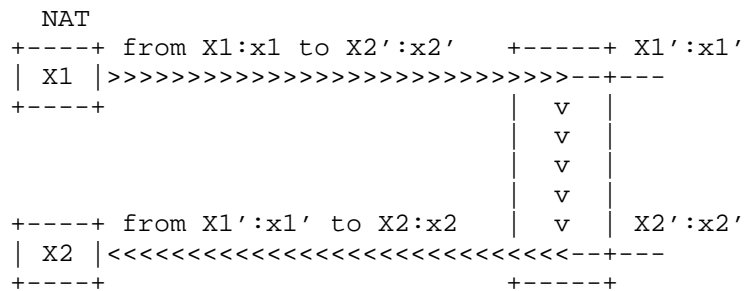 NAT
+----+ from X1:x1 to X2':x2' +-----+ X1':x1'
| X1 |>>>>>>>>>>>>>>>>>>>>>>>>>>>>>--+---
+----+ | v |
| v |
| v |
| v |
+----+ from X1':x1' to X2:x2 | v | X2':x2'
| X2 |<<<<<<<<<<<<<<<<<<<<<<<<<<<<<--+---
+----+ +-----+